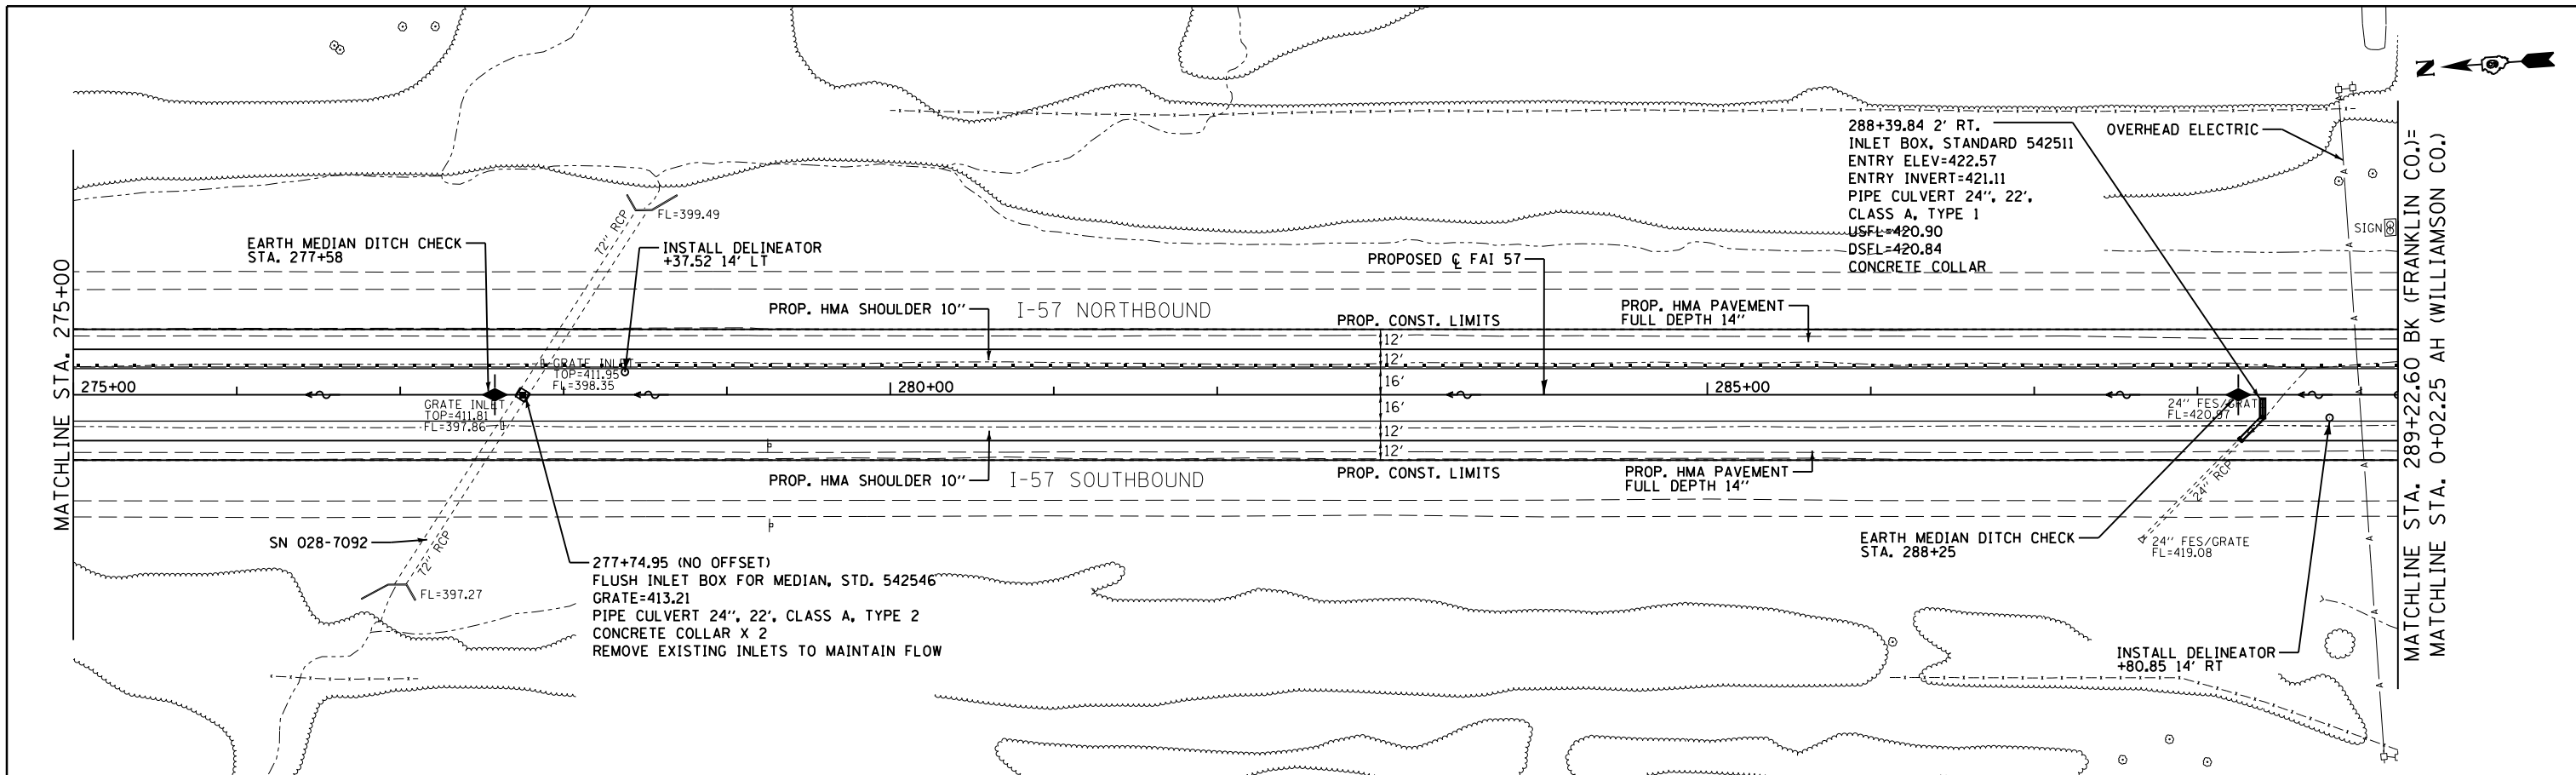 N
288+39.84 2' RT.
INLET BOX, STANDARD 542511
ENTRY ELEV=422.57
ENTRY INVERT=421.11
PIPE CULVERT 24", 22',
CLASS A, TYPE 1
USFL=420.90
DSFL=420.84
CONCRETE COLLAR
OVERHEAD ELECTRIC
SIGN
FL=399.49
72" RCP
EARTH MEDIAN DITCH CHECK
STA. 277+58
INSTALL DELINEATOR
+37.52 14' LT
PROPOSED ℄ FAI 57
PROP. HMA SHOULDER 10"
I-57 NORTHBOUND
PROP. CONST. LIMITS
PROP. HMA PAVEMENT
FULL DEPTH 14"
12'
12'
16'
16'
12'
12'
MATCHLINE STA. 275+00
275+00
280+00
285+00
GRATE INLET
TOP=411.95
FL=398.35
GRATE INLET
TOP=411.81
FL=397.86
24" FES/GRATE
FL=420.97
PROP. HMA SHOULDER 10"
I-57 SOUTHBOUND
PROP. CONST. LIMITS
PROP. HMA PAVEMENT
FULL DEPTH 14"
24" RCP
SN 028-7092
72" RCP
FL=397.27
277+74.95 (NO OFFSET)
FLUSH INLET BOX FOR MEDIAN, STD. 542546
GRATE=413.21
PIPE CULVERT 24", 22', CLASS A, TYPE 2
CONCRETE COLLAR X 2
REMOVE EXISTING INLETS TO MAINTAIN FLOW
EARTH MEDIAN DITCH CHECK
STA. 288+25
24" FES/GRATE
FL=419.08
INSTALL DELINEATOR
+80.85 14' RT
MATCHLINE STA. 289+22.60 BK (FRANKLIN CO.)=
MATCHLINE STA. 0+02.25 AH (WILLIAMSON CO.)